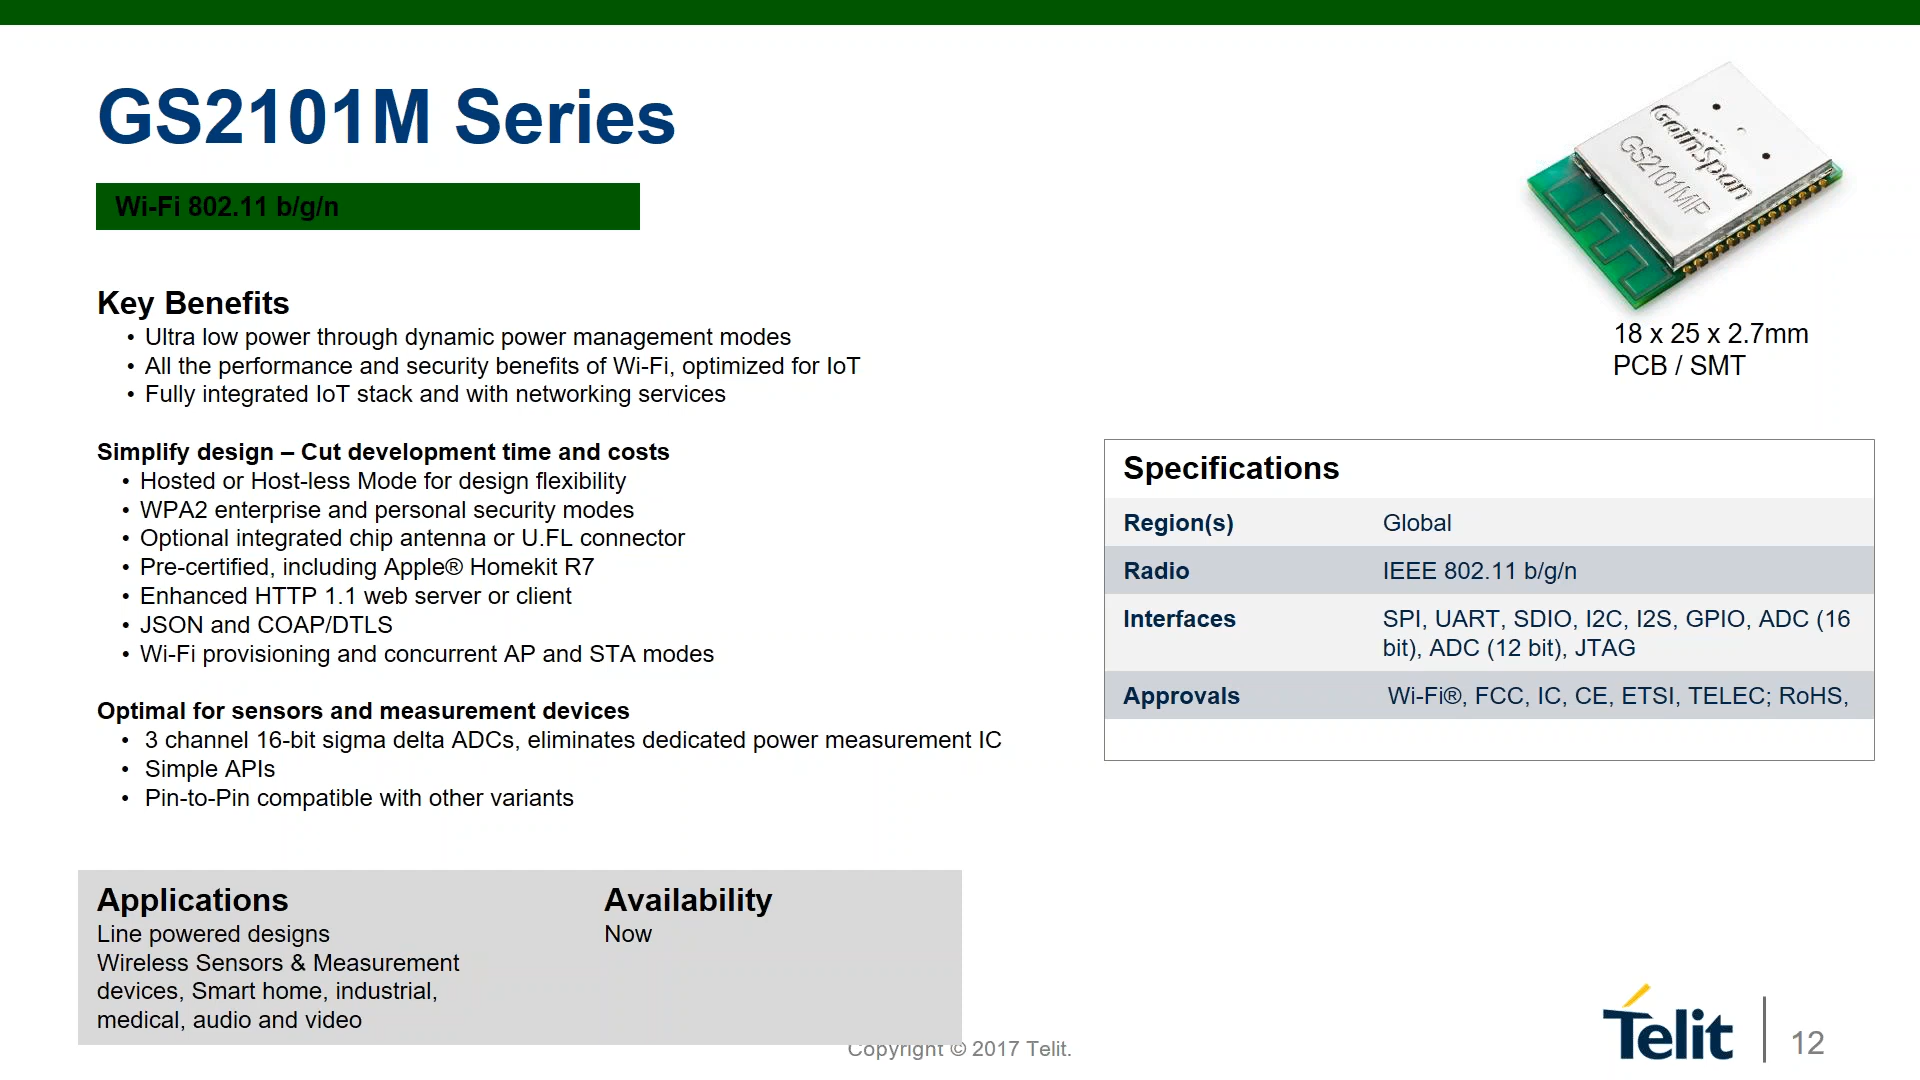 GS2101M Series
Wi-Fi 802.11 b/g/n
GainSpan
GS2101MIP
18 x 25 x 2.7mm
PCB / SMT
Key Benefits
• Ultra low power through dynamic power management modes
• All the performance and security benefits of Wi-Fi, optimized for IoT
• Fully integrated IoT stack and with networking services
Simplify design – Cut development time and costs
• Hosted or Host-less Mode for design flexibility
• WPA2 enterprise and personal security modes
• Optional integrated chip antenna or U.FL connector
• Pre-certified, including Apple® Homekit R7
• Enhanced HTTP 1.1 web server or client
• JSON and COAP/DTLS
• Wi-Fi provisioning and concurrent AP and STA modes
Optimal for sensors and measurement devices
• 3 channel 16-bit sigma delta ADCs, eliminates dedicated power measurement IC
• Simple APIs
• Pin-to-Pin compatible with other variants
Specifications
Region(s) Global
Radio IEEE 802.11 b/g/n
Interfaces SPI, UART, SDIO, I2C, I2S, GPIO, ADC (16
bit), ADC (12 bit), JTAG
Approvals Wi-Fi®, FCC, IC, CE, ETSI, TELEC; RoHS,
Applications
Line powered designs
Wireless Sensors & Measurement
devices, Smart home, industrial,
medical, audio and video
Availability
Now
Copyright © 2017 Telit.
Telit
12